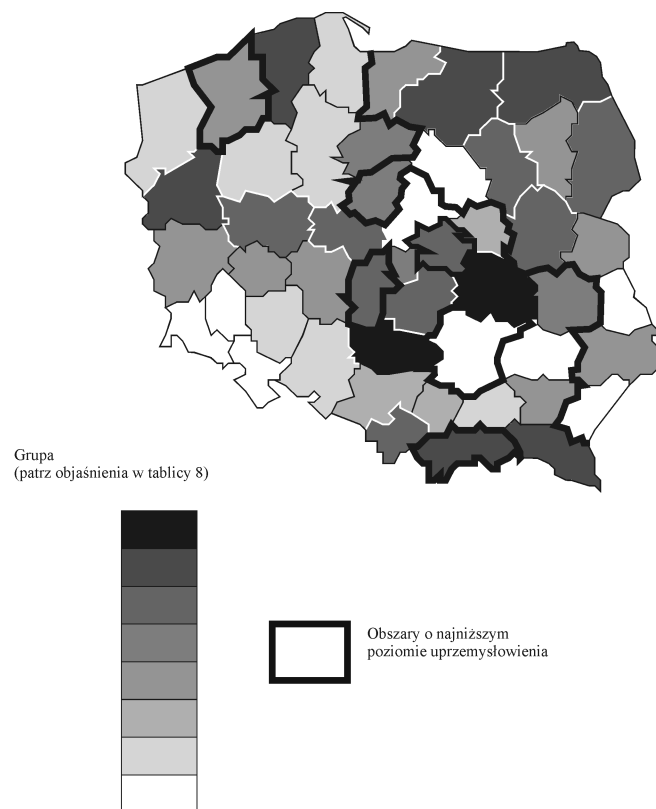 Grupa
(patrz objaśnienia w tablicy 8)
Obszary o najniższym
poziomie uprzemysłowienia